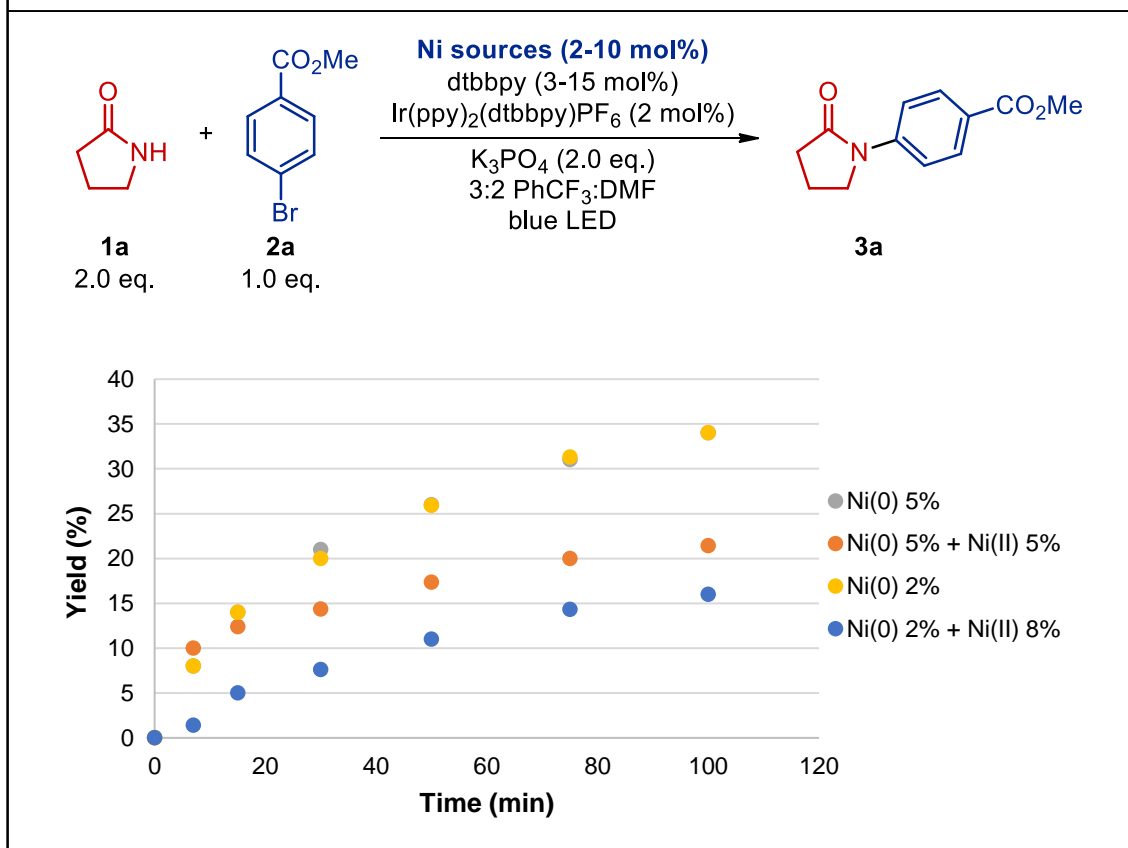 Ni sources (2-10 mol%)
dtbbpy (3-15 mol%)
Ir(ppy)2(dtbbpy)PF6 (2 mol%)
K3PO4 (2.0 eq.)
3:2 PhCF3:DMF
blue LED
O
NH
1a
2.0 eq.
+
CO2Me
Br
2a
1.0 eq.
O
N
CO2Me
3a
Yield (%)
40
35
30
25
20
15
10
5
0
0 20 40 60 80 100 120
Time (min)
Ni(0) 5%
Ni(0) 5% + Ni(II) 5%
Ni(0) 2%
Ni(0) 2% + Ni(II) 8%